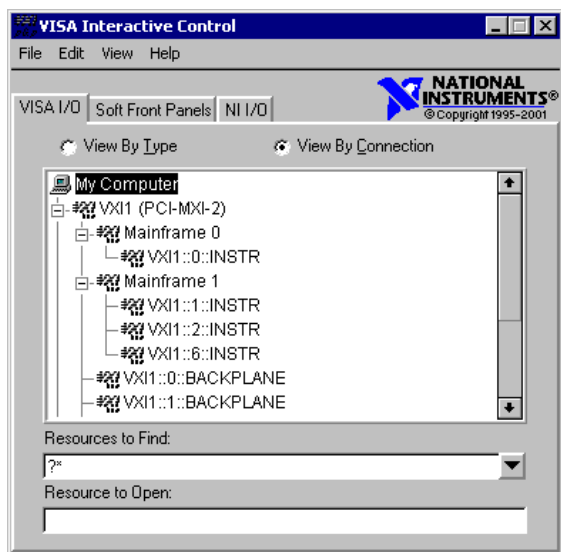 VISA Interactive Control
File Edit View Help
NATIONAL
INSTRUMENTS®
© Copyright 1995-2001
VISA I/O Soft Front Panels NI I/O
View By Type View By Connection
My Computer
VXI1 (PCI-MXI-2)
Mainframe 0
VXI1::0::INSTR
Mainframe 1
VXI1::1::INSTR
VXI1::2::INSTR
VXI1::6::INSTR
VXI1::0::BACKPLANE
VXI1::1::BACKPLANE
Resources to Find:
?*
Resource to Open: